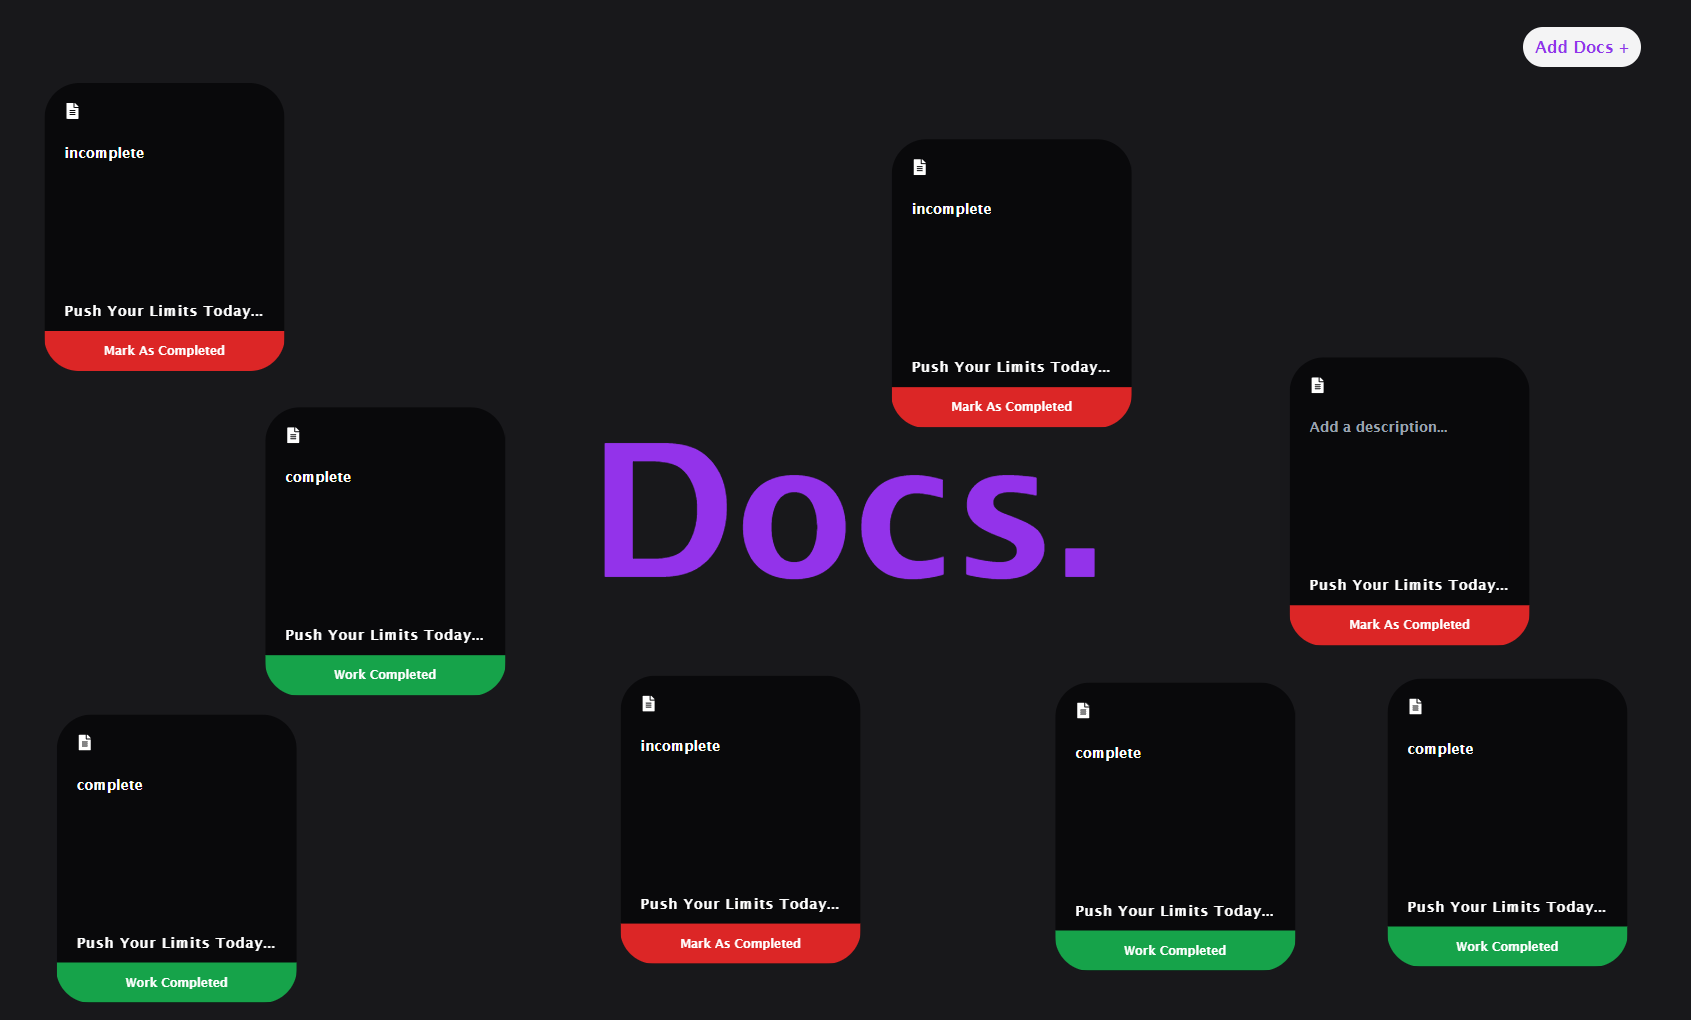 Add Docs +
incomplete
Push Your Limits Today...
Mark As Completed
incomplete
Push Your Limits Today...
Mark As Completed
Add a description...
Push Your Limits Today...
Mark As Completed
complete
Push Your Limits Today...
Work Completed
Docs.
complete
Push Your Limits Today...
Work Completed
incomplete
Push Your Limits Today...
Mark As Completed
complete
Push Your Limits Today...
Work Completed
complete
Push Your Limits Today...
Work Completed